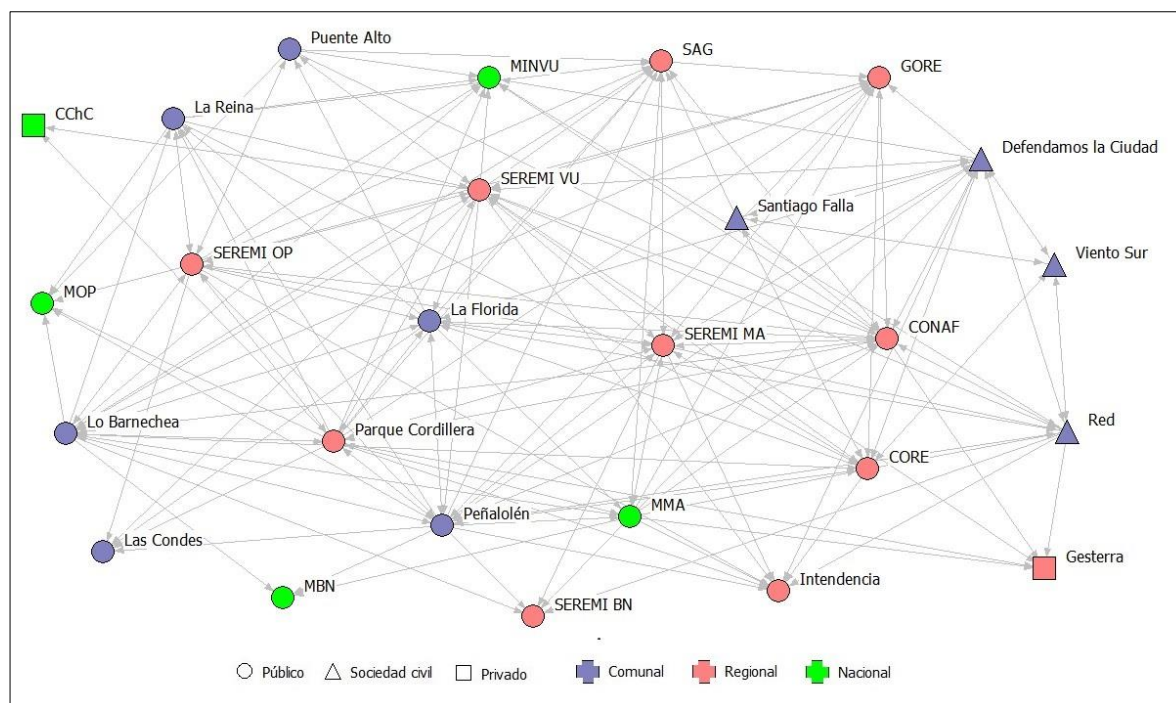 Puente Alto
SAG
MINVU
GORE
La Reina
CChC
Defendamos la Ciudad
SEREMI VU
Santiago Falla
SEREMI OP
Viento Sur
MOP
La Florida
SEREMI MA
CONAF
Lo Barnechea
Parque Cordillera
Red
CORE
Peñalolén
MMA
Las Condes
Gesterra
Intendencia
MBN
SEREMI BN
Público Sociedad civil Privado Comunal Regional Nacional